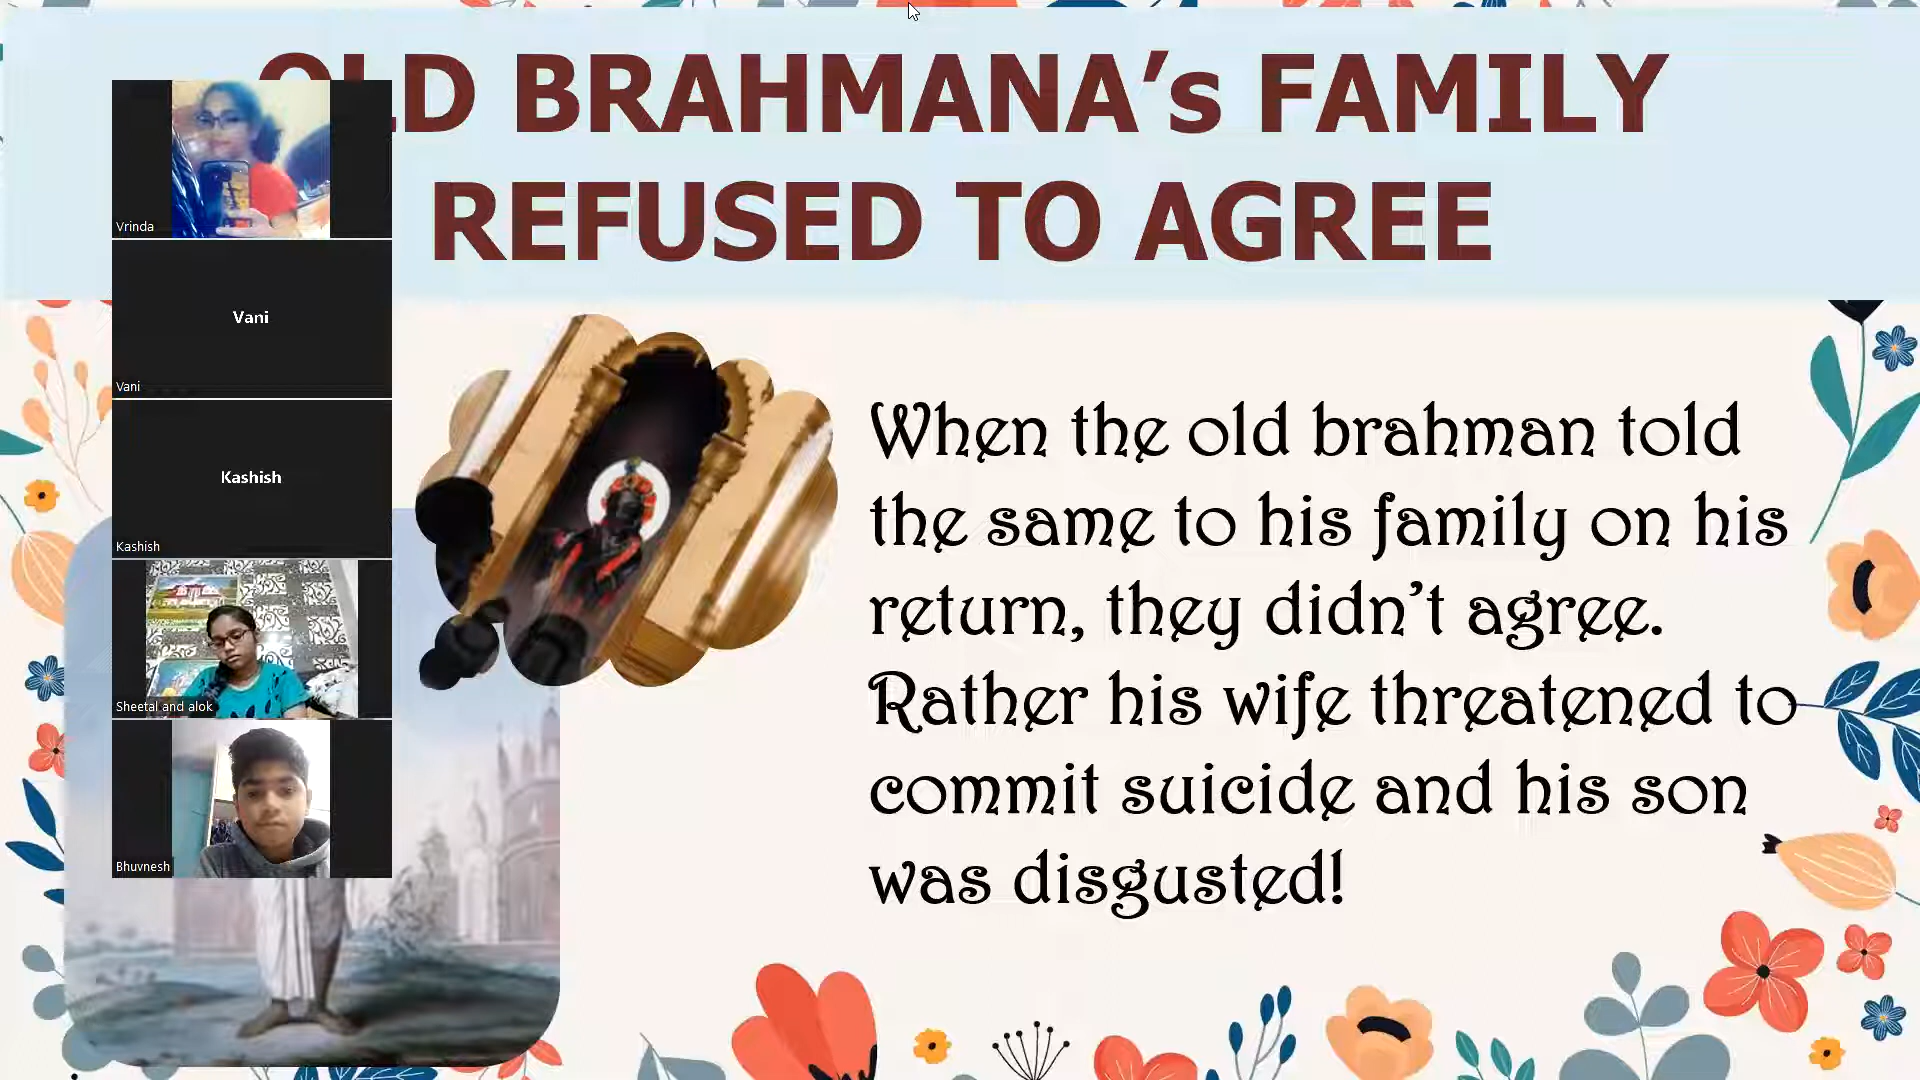 OLD BRAHMANA’s FAMILY
REFUSED TO AGREE
Vrinda
Vani
Vani
Kashish
Kashish
Sheetal and alok
Bhuvnesh
When the old brahman told
the same to his family on his
return, they didn’t agree.
Rather his wife threatened to
commit suicide and his son
was disgusted!